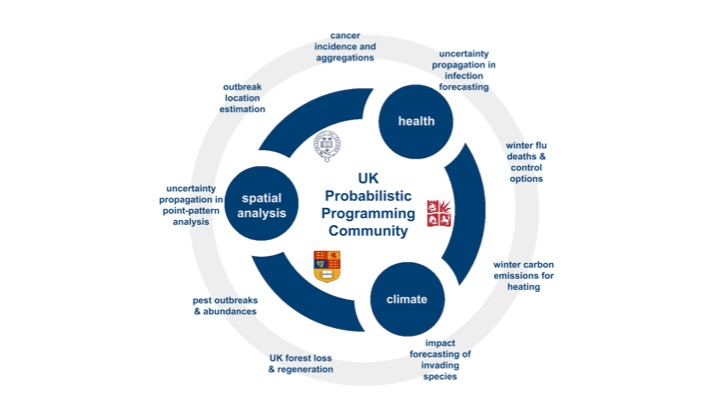 cancer
incidence and
aggregations
uncertainty
propagation in
infection
forecasting
outbreak
location
estimation
health
winter flu
deaths &
control
options
UK
Probabilistic
Programming
Community
uncertainty
propagation in
point-pattern
analysis
spatial
analysis
winter carbon
emissions for
heating
climate
pest outbreaks
& abundances
impact
forecasting of
invading
species
UK forest loss
& regeneration